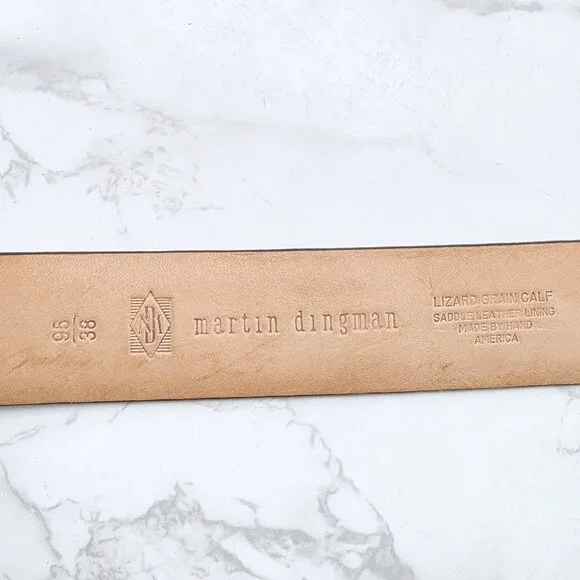 95
38
martin dingman
LIZARD GRAIN CALF
SADDLE LEATHER LINING
MADE BY HAND
AMERICA